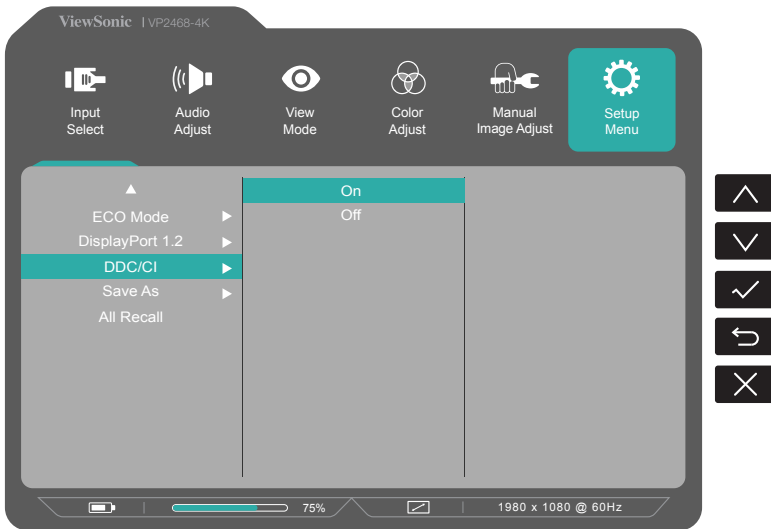 ViewSonic | VP2468-4K
Input Select
Audio Adjust
View Mode
Color Adjust
Manual Image Adjust
Setup Menu
ECO Mode
DisplayPort 1.2
DDC/CI
Save As
All Recall
On
Off
75%
1980 x 1080 @ 60Hz